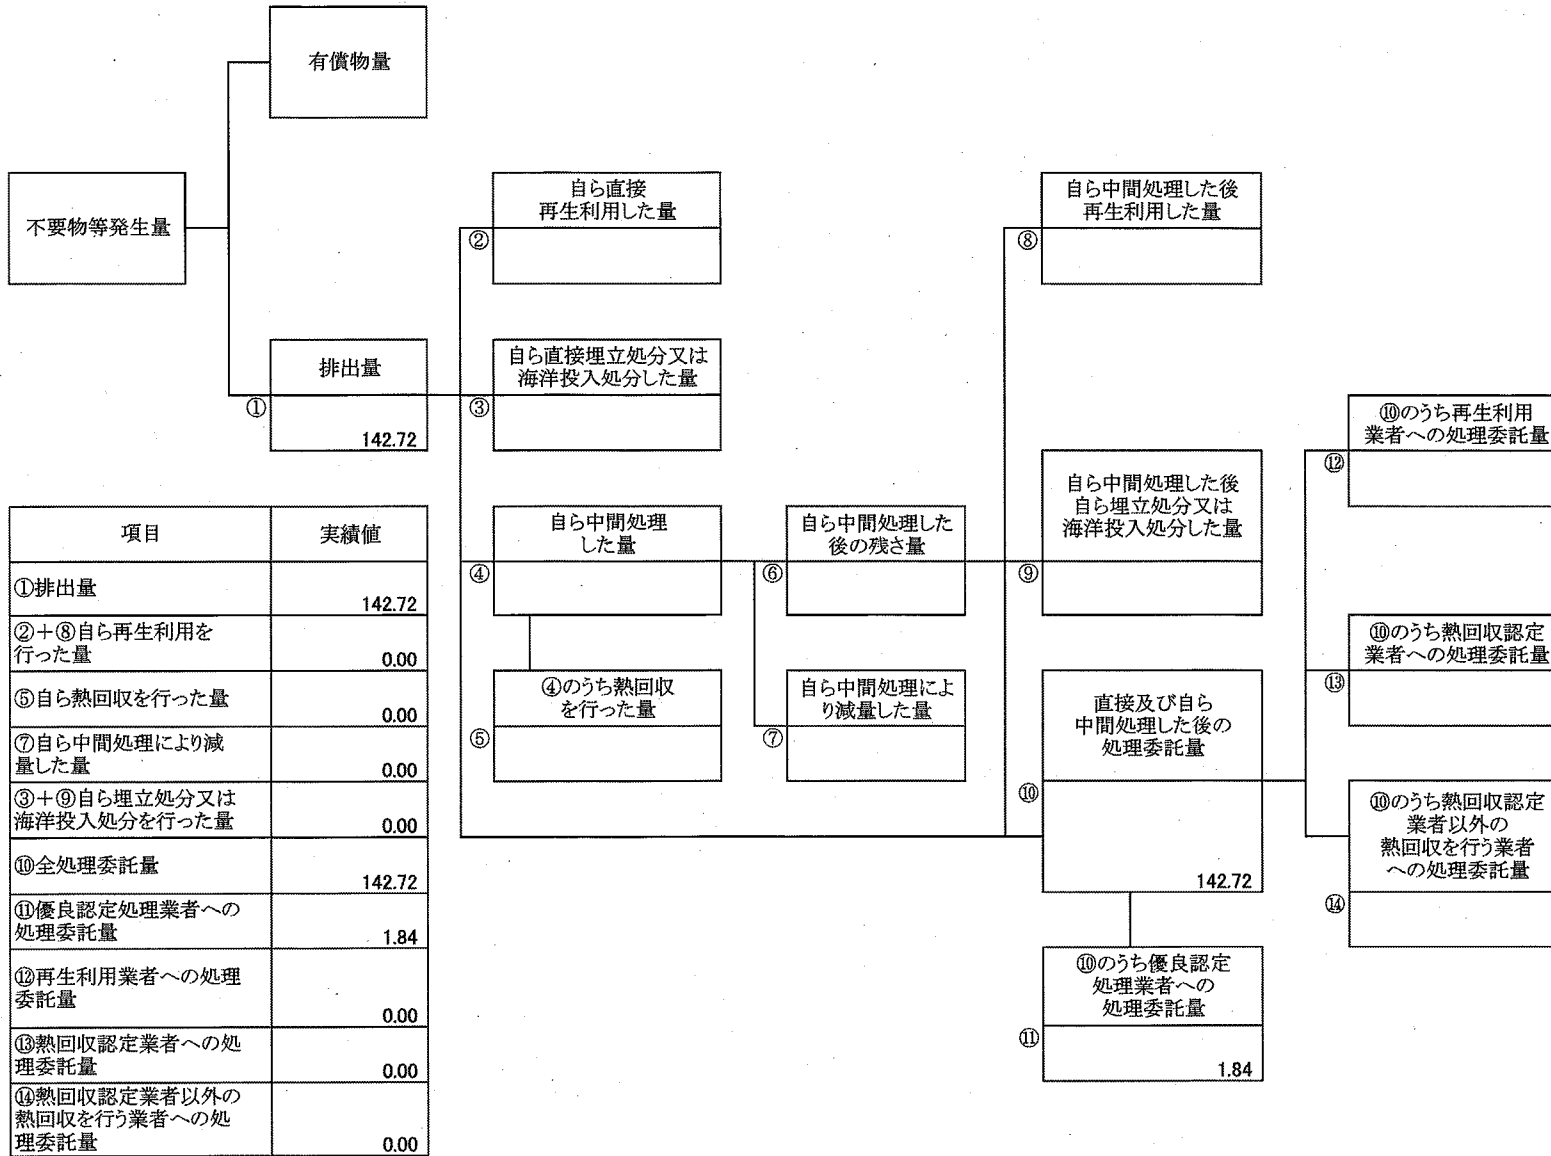 有償物量
不要物等発生量
自ら直接
再生利用した量
②
自ら中間処理した後
再生利用した量
⑧
排出量
①
142.72
自ら直接埋立処分又は
海洋投入処分した量
③
自ら中間処理した後
自ら埋立処分又は
海洋投入処分した量
⑨
⑩のうち再生利用
業者への処理委託量
⑫
自ら中間処理
した量
④
自ら中間処理した
後の残さ量
⑥
④のうち熱回収
を行った量
⑤
自ら中間処理によ
り減量した量
⑦
直接及び自ら
中間処理した後の
処理委託量
⑩
142.72
⑩のうち熱回収認定
業者への処理委託量
⑬
⑩のうち熱回収認定
業者以外の
熱回収を行う業者
への処理委託量
⑭
⑩のうち優良認定
処理業者への
処理委託量
⑪
1.84
項目 実績値
①排出量
142.72
②+⑧自ら再生利用を
行った量
0.00
⑤自ら熱回収を行った量
0.00
⑦自ら中間処理により減
量した量
0.00
③+⑨自ら埋立処分又は
海洋投入処分を行った量
0.00
⑩全処理委託量
142.72
⑪優良認定処理業者への
処理委託量
1.84
⑫再生利用業者への処理
委託量
0.00
⑬熱回収認定業者への処
理委託量
0.00
⑭熱回収認定業者以外の
熱回収を行う業者への処
理委託量
0.00